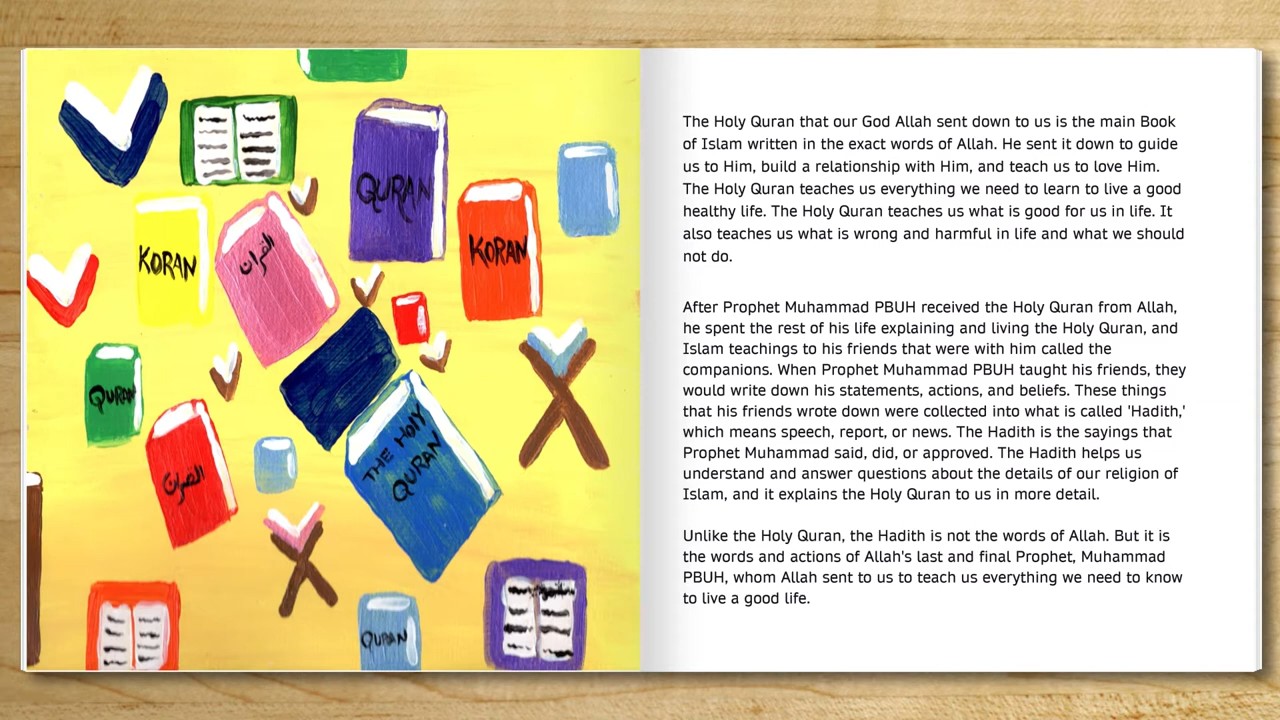 QURAN
KORAN
القران
KORAN
QURAN
THE HOLY
QURAN
القران
QURAN
The Holy Quran that our God Allah sent down to us is the main Book
of Islam written in the exact words of Allah. He sent it down to guide
us to Him, build a relationship with Him, and teach us to love Him.
The Holy Quran teaches us everything we need to learn to live a good
healthy life. The Holy Quran teaches us what is good for us in life. It
also teaches us what is wrong and harmful in life and what we should
not do.
After Prophet Muhammad PBUH received the Holy Quran from Allah,
he spent the rest of his life explaining and living the Holy Quran, and
Islam teachings to his friends that were with him called the
companions. When Prophet Muhammad PBUH taught his friends, they
would write down his statements, actions, and beliefs. These things
that his friends wrote down were collected into what is called 'Hadith,'
which means speech, report, or news. The Hadith is the sayings that
Prophet Muhammad said, did, or approved. The Hadith helps us
understand and answer questions about the details of our religion of
Islam, and it explains the Holy Quran to us in more detail.
Unlike the Holy Quran, the Hadith is not the words of Allah. But it is
the words and actions of Allah's last and final Prophet, Muhammad
PBUH, whom Allah sent to us to teach us everything we need to know
to live a good life.